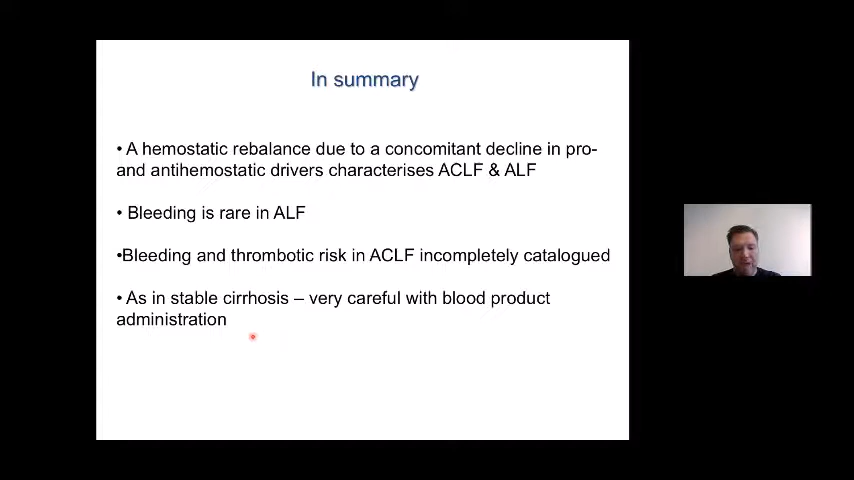 In summary
• A hemostatic rebalance due to a concomitant decline in pro-
and antihemostatic drivers characterises ACLF & ALF
• Bleeding is rare in ALF
•Bleeding and thrombotic risk in ACLF incompletely catalogued
• As in stable cirrhosis – very careful with blood product
administration